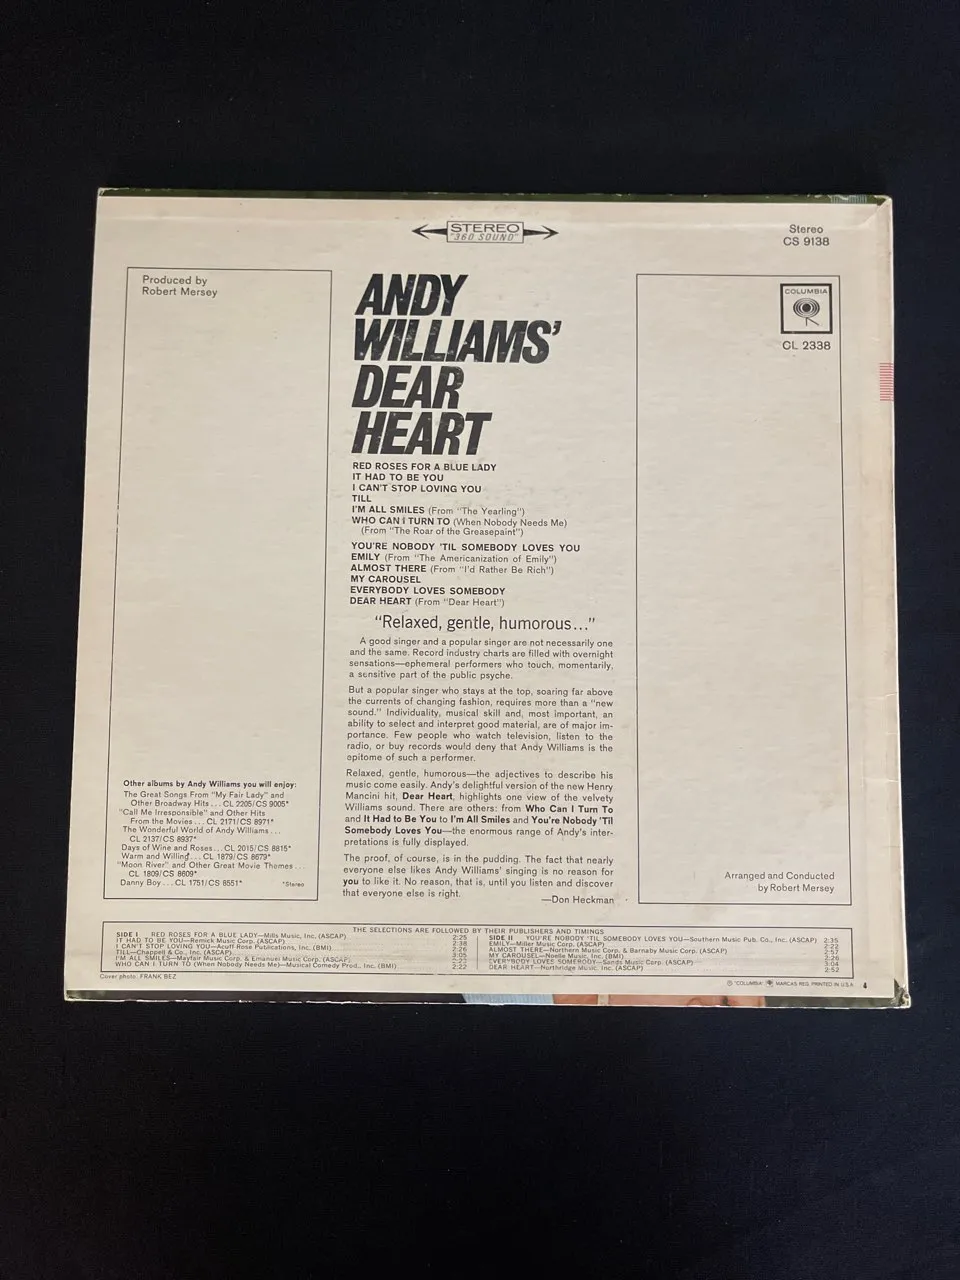 STEREO
"360 SOUND"
Stereo
CS 9138
Produced by
Robert Mersey
COLUMBIA
CL 2338
ANDY
WILLIAMS'
DEAR
HEART
RED ROSES FOR A BLUE LADY
IT HAD TO BE YOU
I CAN'T STOP LOVING YOU
TILL
I'M ALL SMILES (From "The Yearling")
WHO CAN I TURN TO (When Nobody Needs Me)
(From "The Roar of the Greasepaint")
YOU'RE NOBODY 'TIL SOMEBODY LOVES YOU
EMILY (From "The Americanization of Emily")
ALMOST THERE (From "I'd Rather Be Rich")
MY CAROUSEL
EVERYBODY LOVES SOMEBODY
DEAR HEART (From "Dear Heart")
"Relaxed, gentle, humorous..."
A good singer and a popular singer are not necessarily one
and the same. Record industry charts are filled with overnight
sensations—ephemeral performers who touch, momentarily,
a sensitive part of the public psyche.
But a popular singer who stays at the top, soaring far above
the currents of changing fashion, requires more than a "new
sound." Individuality, musical skill and, most important, an
ability to select and interpret good material, are of major im-
portance. Few people who watch television, listen to the
radio, or buy records would deny that Andy Williams is the
epitome of such a performer.
Relaxed, gentle, humorous—the adjectives to describe his
music come easily. Andy's delightful version of the new Henry
Mancini hit, Dear Heart, highlights one view of the velvety
Williams sound. There are others: from Who Can I Turn To
and It Had to Be You to I'm All Smiles and You're Nobody 'Til
Somebody Loves You—the enormous range of Andy's inter-
pretations is fully displayed.
The proof, of course, is in the pudding. The fact that nearly
everyone else likes Andy Williams' singing is no reason for
you to like it. No reason, that is, until you listen and discover
that everyone else is right.
—Don Heckman
Other albums by Andy Williams you will enjoy:
The Great Songs From "My Fair Lady" and
Other Broadway Hits... CL 2205/CS 9005*
"Call Me Irresponsible" and Other Hits
From the Movies... CL 2171/CS 8971*
The Wonderful World of Andy Williams...
CL 2137/CS 8937*
Days of Wine and Roses... CL 2015/CS 8815*
Warm and Willing... CL 1879/CS 8679*
"Moon River" and Other Great Movie Themes...
CL 1809/CS 8609*
Danny Boy... CL 1751/CS 8551* *Stereo
Arranged and Conducted
by Robert Mersey
THE SELECTIONS ARE FOLLOWED BY THEIR PUBLISHERS AND TIMINGS
SIDE I RED ROSES FOR A BLUE LADY—Mills Music, Inc. (ASCAP) 2:25
IT HAD TO BE YOU—Remick Music Corp. (ASCAP) 2:38
I CAN'T STOP LOVING YOU—Acuff Rose Publications, Inc. (BMI) 2:26
TILL—Chappell & Co., Inc. (ASCAP) 3:05
I'M ALL SMILES—Mayfair Music Corp. & Emanuel Music Corp. (ASCAP)
WHO CAN I TURN TO (When Nobody Needs Me)—Musical Comedy Prod., Inc. (BMI) 2:22
SIDE II YOU'RE NOBODY 'TIL SOMEBODY LOVES YOU—Southern Music Pub. Co., Inc. (ASCAP) 2:35
EMILY—Miller Music Corp. (ASCAP) 2:22
ALMOST THERE—Northern Music Corp. & Barnaby Music Corp. (ASCAP) 2:57
MY CAROUSEL—Noelle Music, Inc. (BMI) 2:26
EVERYBODY LOVES SOMEBODY—Sands Music Corp. (ASCAP) 3:04
DEAR HEART—Northridge Music, Inc. (ASCAP) 2:52
Cover photo: FRANK BEZ
"COLUMBIA" MARCAS REG. PRINTED IN U.S.A. 4